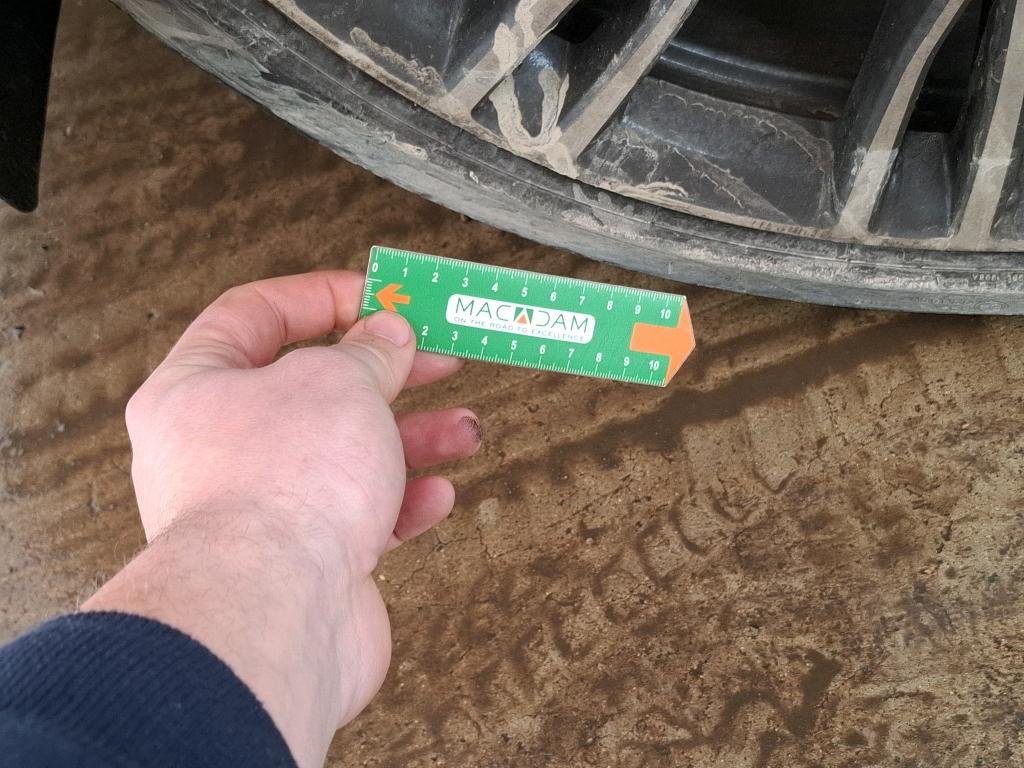 0 1 2 3 4 5 6 7 8 9 10
MACADAM
ON THE ROAD TO EXCELLENCE
2 3 4 5 6 7 8 9 10